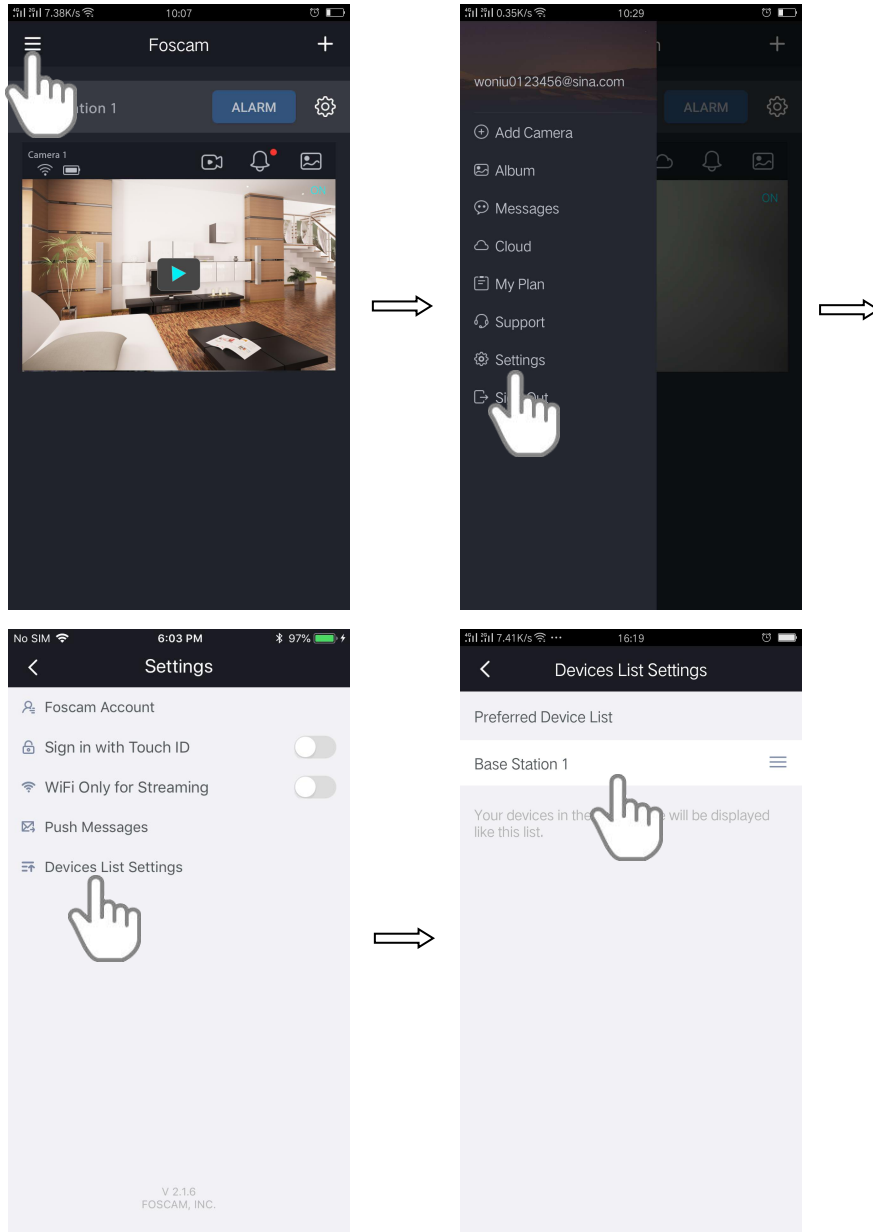 7.38K/s 10:07
Foscam
tion 1 ALARM
Camera 1
ON
0.35K/s 10:29
woniu0123456@sina.com
ALARM
Add Camera
Album
Messages
ON
Cloud
My Plan
Support
Settings
Sign Out
No SIM 6:03 PM 97%
Settings
Foscam Account
Sign in with Touch ID
WiFi Only for Streaming
Push Messages
Devices List Settings
V 2.1.6
FOSCAM, INC.
7.41K/s ··· 16:19
Devices List Settings
Preferred Device List
Base Station 1
Your devices in the will be displayed
like this list.